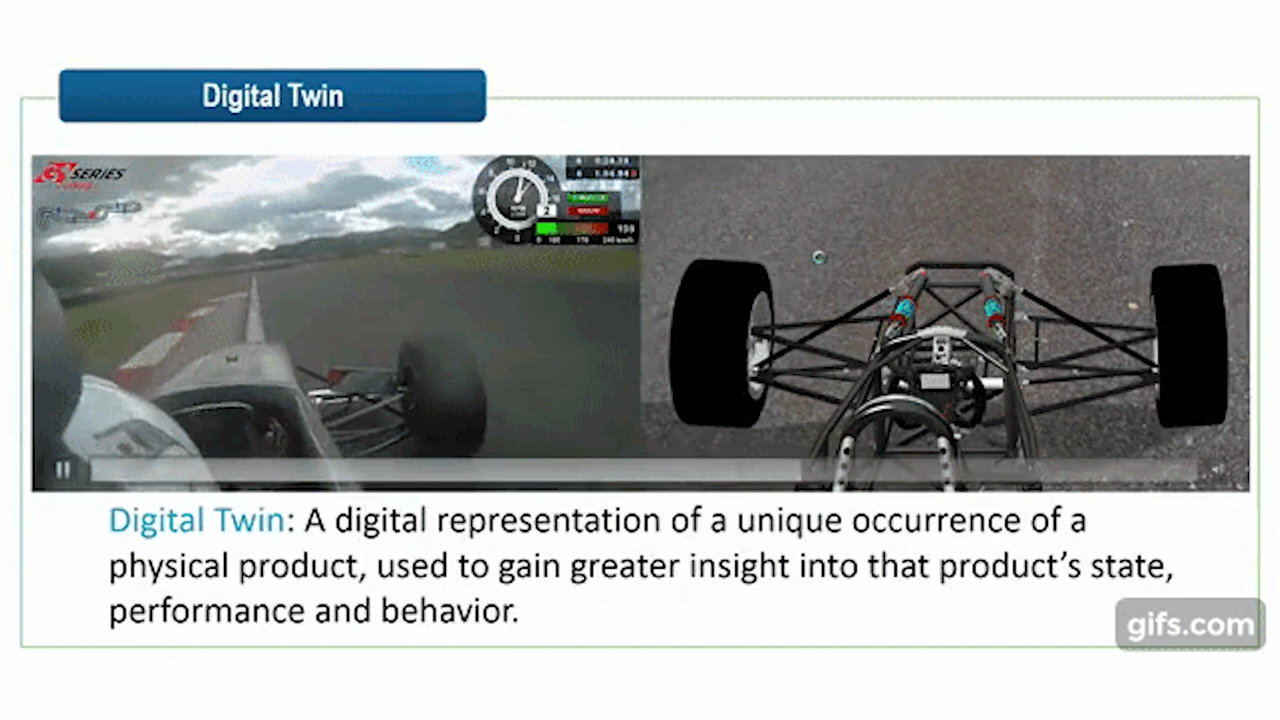 Digital Twin
SERIES
Digital Twin: A digital representation of a unique occurrence of a
physical product, used to gain greater insight into that product's state,
performance and behavior.
gifs.com